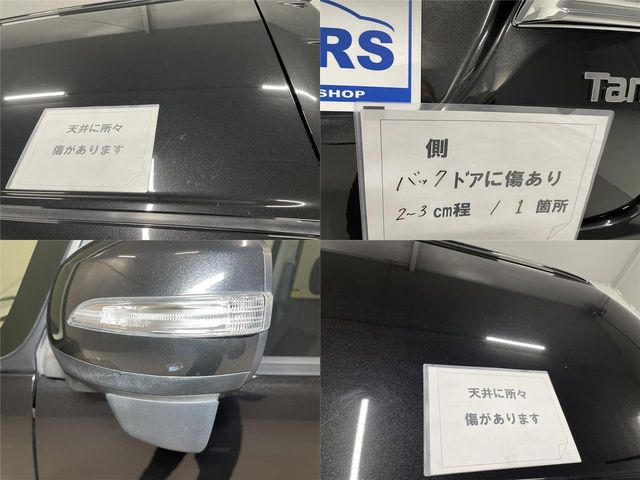 天井に所々
傷があります
RS
SHOP
Tan
側
バックドアに傷あり
2~3cm程 / 1箇所
天井に所々
傷があります